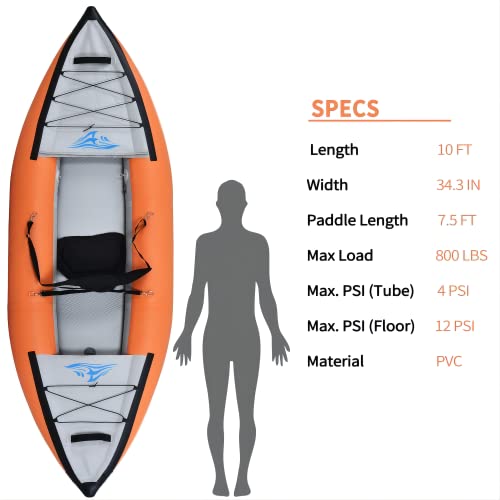 SPECS
Length 10 FT
Width 34.3 IN
Paddle Length 7.5 FT
Max Load 800 LBS
Max. PSI (Tube) 4 PSI
Max. PSI (Floor) 12 PSI
Material PVC